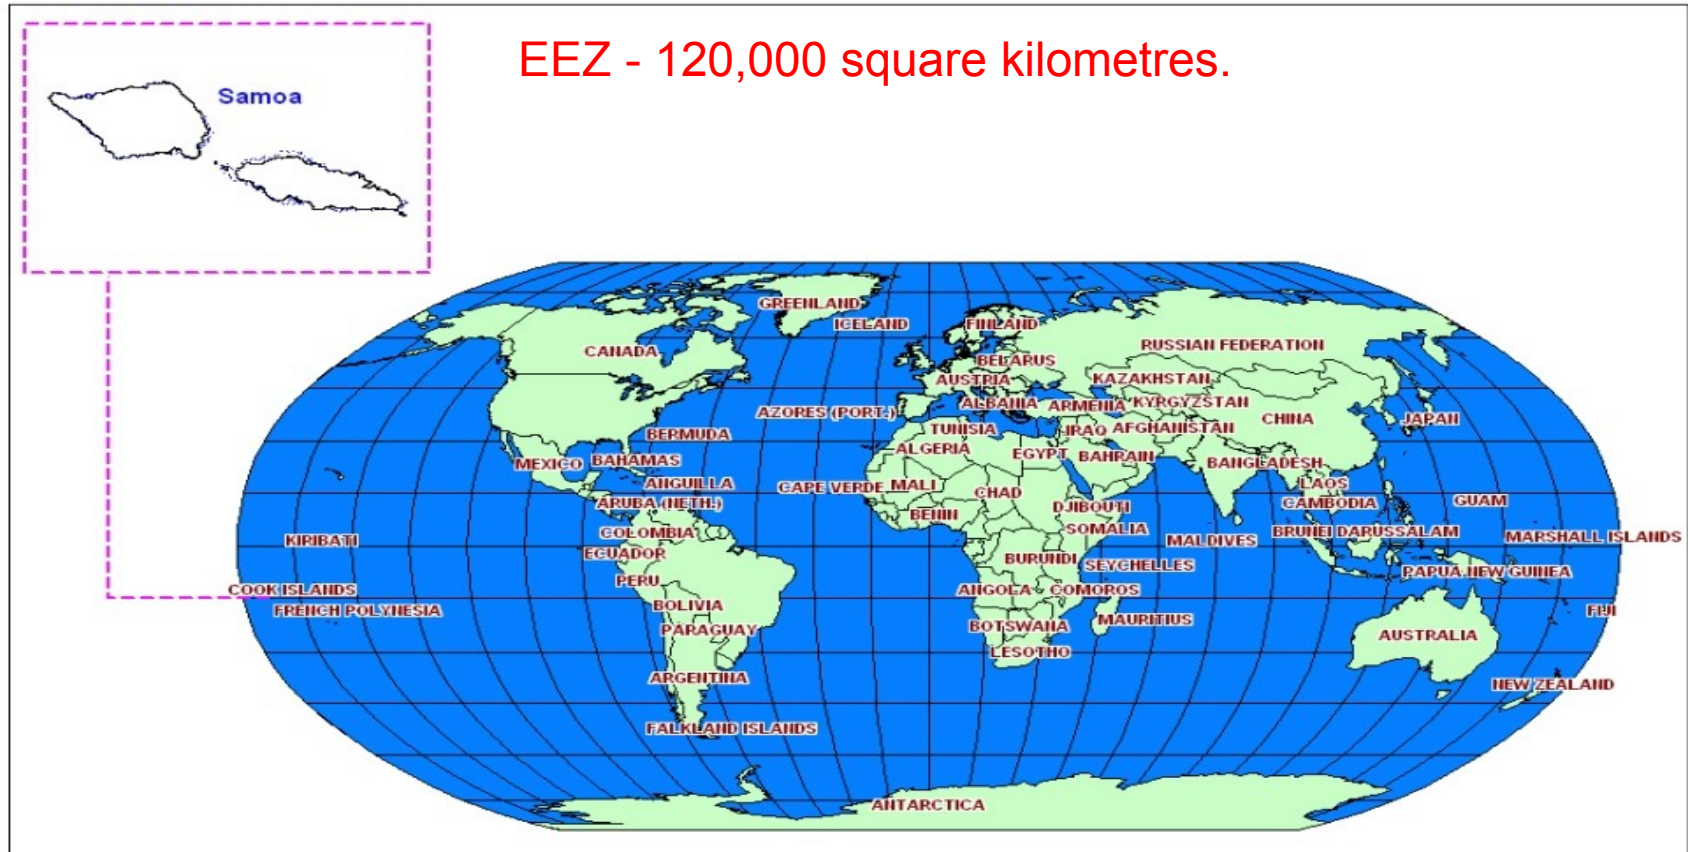 EEZ - 120,000 square kilometres.
Samoa
GREENLAND
ICELAND
FINLAND
CANADA
RUSSIAN FEDERATION
BELARUS
AUSTRIA
KAZAKHSTAN
ALBANIA
ARMENIA
KYRGYZSTAN
AZORES (PORT.)
CHINA
JAPAN
TUNISIA
IRAQ
AFGHANISTAN
BERMUDA
ALGERIA
EGYPT
BAHRAIN
MEXICO
BAHAMAS
BANGLADESH
ANGUILLA
CAPE VERDE
MALI
CHAD
LAOS
ARUBA (NETH.)
DJIBOUTI
CAMBODIA
GUAM
BENIN
COLOMBIA
SOMALIA
BRUNEI DARUSSALAM
KIRIBATI
MALDIVES
MARSHALL ISLANDS
ECUADOR
BURUNDI
SEYCHELLES
PERU
PAPUA NEW GUINEA
COOK ISLANDS
ANGOLA
COMOROS
FRENCH POLYNESIA
BOLIVIA
FIJI
PARAGUAY
BOTSWANA
MAURITIUS
AUSTRALIA
LESOTHO
ARGENTINA
NEW ZEALAND
FALKLAND ISLANDS
ANTARCTICA